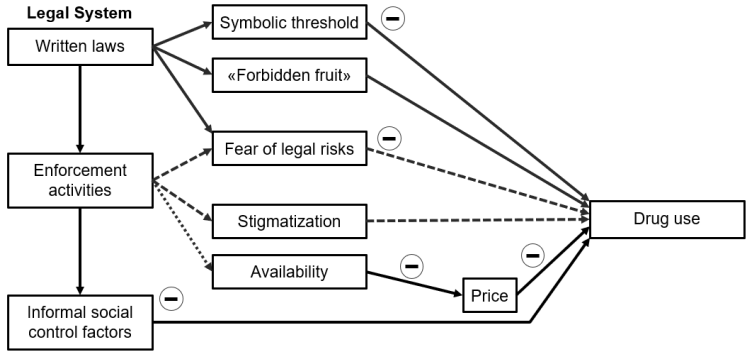 Legal System
Written laws
Symbolic threshold
«Forbidden fruit»
Fear of legal risks
Enforcement
activities
Stigmatization
Drug use
Availability
Price
Informal social
control factors